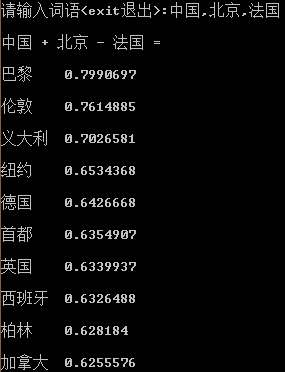 请输入词语<exit退出>:中国,北京,法国
中国 + 北京 - 法国 =
巴黎 0.7990697
伦敦 0.7614885
义大利 0.7026581
纽约 0.6534368
德国 0.6426668
首都 0.6354907
英国 0.6339937
西班牙 0.6326488
柏林 0.628184
加拿大 0.6255576